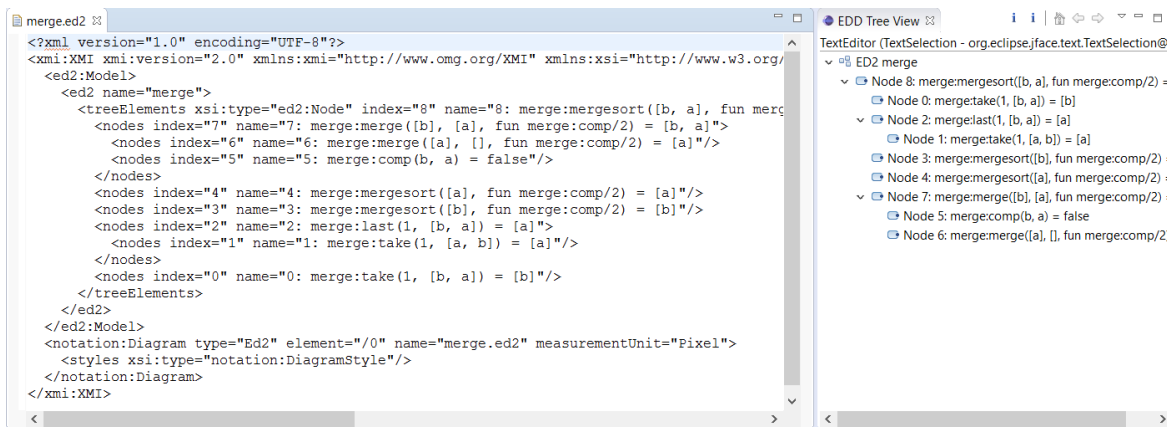 merge.ed2
<?xml version="1.0" encoding="UTF-8"?>
<xmi:XMI xmi:version="2.0" xmlns:xmi="http://www.omg.org/XMI" xmlns:xsi="http://www.w3.org/
<ed2:Model>
<ed2 name="merge">
<treeElements xsi:type="ed2:Node" index="8" name="8: merge:mergesort([b, a], fun merg
<nodes index="7" name="7: merge:merge([b], [a], fun merge:comp/2) = [b, a]">
<nodes index="6" name="6: merge:merge([a], [], fun merge:comp/2) = [a]"/>
<nodes index="5" name="5: merge:comp(b, a) = false"/>
</nodes>
<nodes index="4" name="4: merge:mergesort([a], fun merge:comp/2) = [a]"/>
<nodes index="3" name="3: merge:mergesort([b], fun merge:comp/2) = [b]"/>
<nodes index="2" name="2: merge:last(1, [b, a]) = [a]">
<nodes index="1" name="1: merge:take(1, [a, b]) = [a]"/>
</nodes>
<nodes index="0" name="0: merge:take(1, [b, a]) = [b]"/>
</treeElements>
</ed2>
</ed2:Model>
<notation:Diagram type="Ed2" element="/0" name="merge.ed2" measurementUnit="Pixel">
<styles xsi:type="notation:DiagramStyle"/>
</notation:Diagram>
</xmi:XMI>
EDD Tree View
TextEditor (TextSelection - org.eclipse.jface.text.TextSelection@
ED2 merge
Node 8: merge:mergesort([b, a], fun merge:comp/2) =
Node 0: merge:take(1, [b, a]) = [b]
Node 2: merge:last(1, [b, a]) = [a]
Node 1: merge:take(1, [a, b]) = [a]
Node 3: merge:mergesort([b], fun merge:comp/2) =
Node 4: merge:mergesort([a], fun merge:comp/2) =
Node 7: merge:merge([b], [a], fun merge:comp/2) =
Node 5: merge:comp(b, a) = false
Node 6: merge:merge([a], [], fun merge:comp/2)